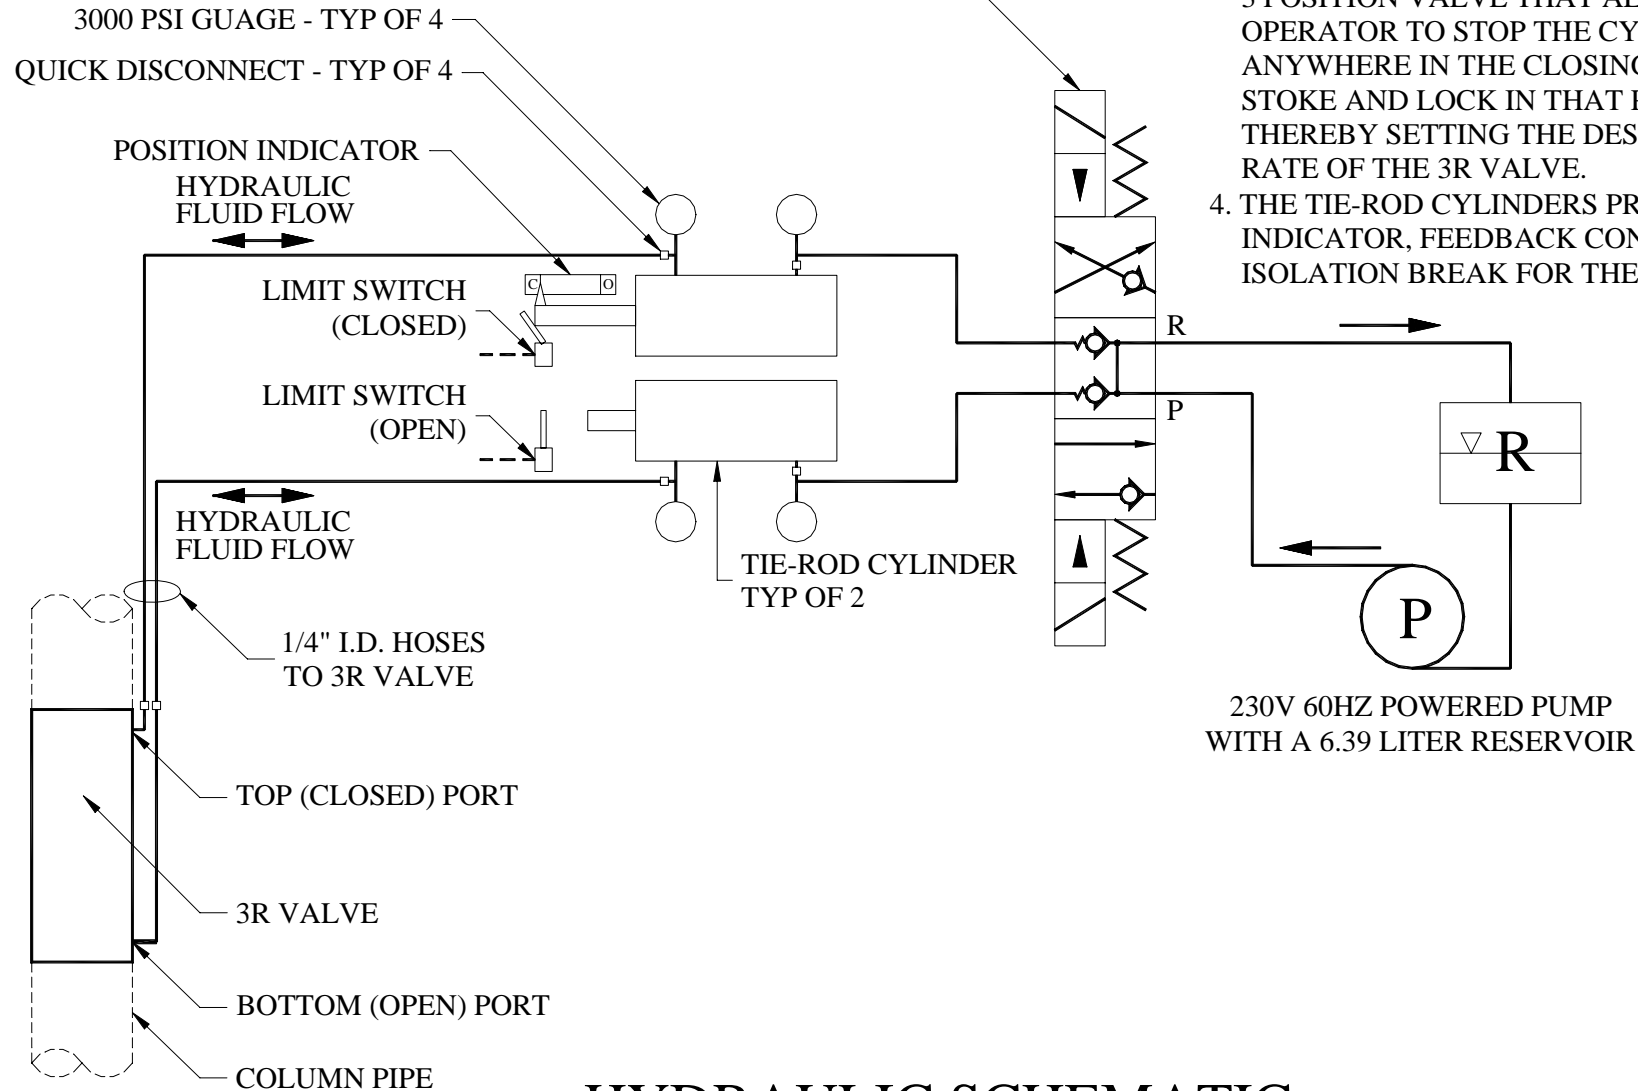 3000 PSI GUAGE - TYP OF 4
QUICK DISCONNECT - TYP OF 4
POSITION INDICATOR
HYDRAULIC
FLUID FLOW
C O
LIMIT SWITCH
(CLOSED)
LIMIT SWITCH
(OPEN)
HYDRAULIC
FLUID FLOW
TIE-ROD CYLINDER
TYP OF 2
1/4" I.D. HOSES
TO 3R VALVE
TOP (CLOSED) PORT
3R VALVE
BOTTOM (OPEN) PORT
COLUMN PIPE
OPERATOR TO STOP THE CY
ANYWHERE IN THE CLOSING
STOKE AND LOCK IN THAT
THEREBY SETTING THE DES
RATE OF THE 3R VALVE.
4. THE TIE-ROD CYLINDERS PR
INDICATOR, FEEDBACK CON
ISOLATION BREAK FOR THE
R
P
R
P
230V 60HZ POWERED PUMP
WITH A 6.39 LITER RESERVOIR
HYDRAULIC SCHEMATIC